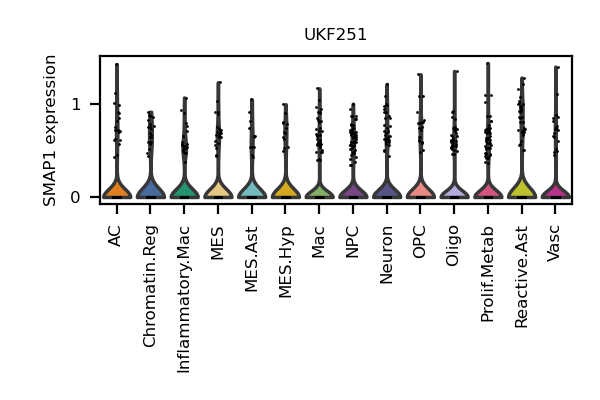 UKF251
SMAP1 expression
1
0
AC
Chromatin.Reg
Inflammatory.Mac
MES
MES.Ast
MES.Hyp
Mac
NPC
Neuron
OPC
Oligo
Prolif.Metab
Reactive.Ast
Vasc